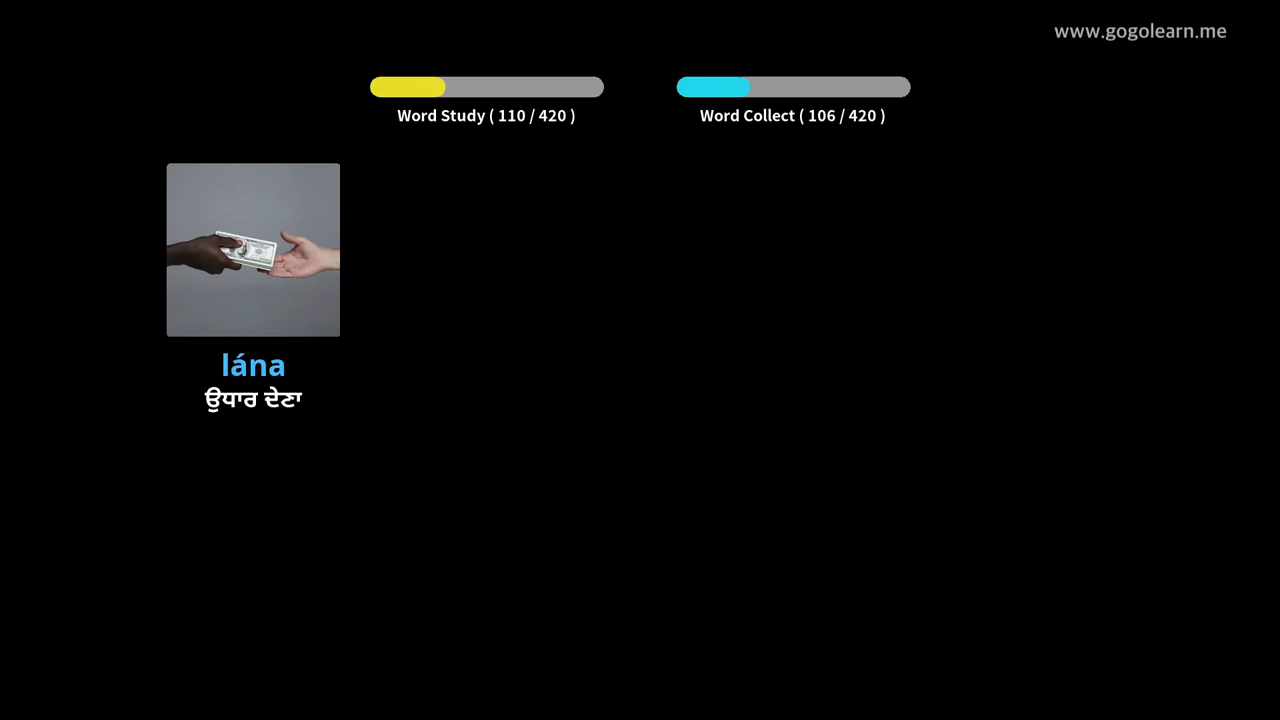 www.gogolearn.me
Word Study ( 110 / 420 )
Word Collect ( 106 / 420 )
lána
ਉਧਾਰ ਦੇਣਾ